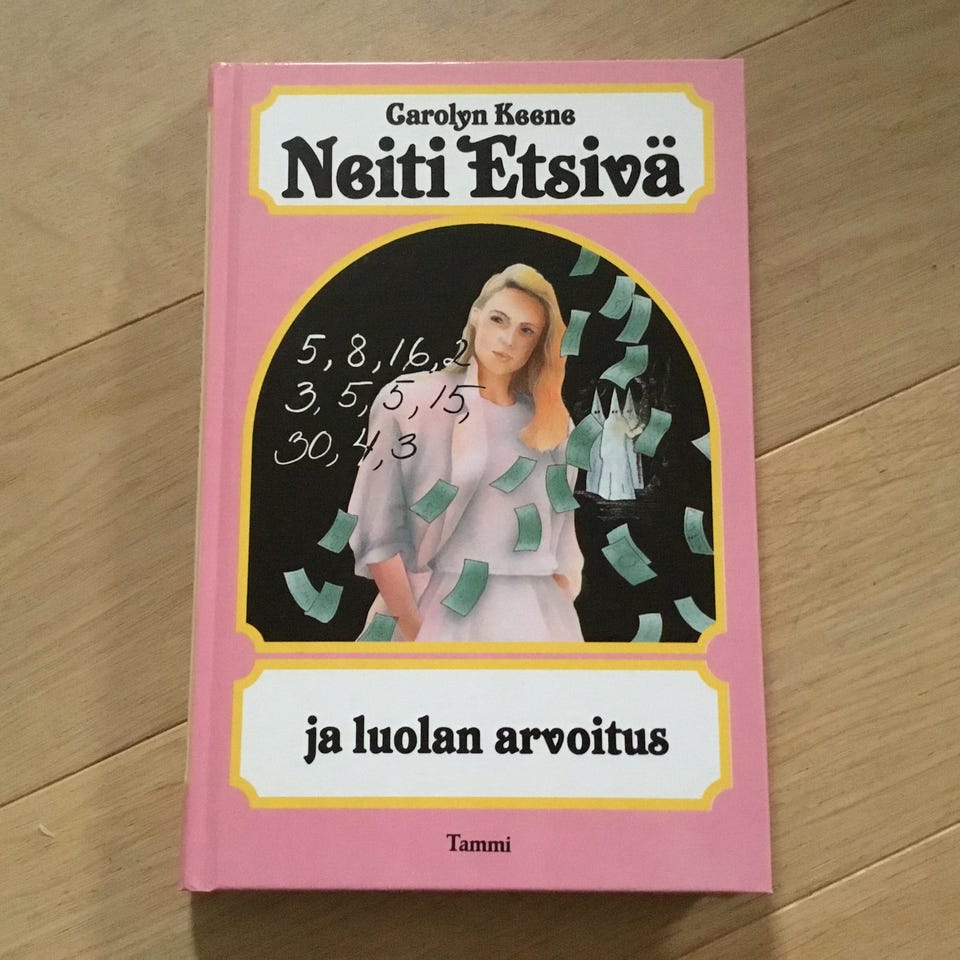 Carolyn Keene
Neiti Etsivä
5, 8, 16, 2
3, 5, 5, 15,
30, 4, 3
ja luolan arvoitus
Tammi